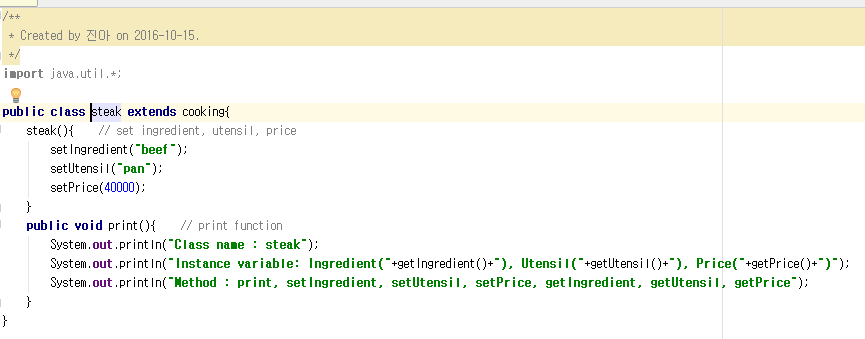 /**
 * Created by 진아 on 2016-10-15.
 */
import java.util.*;
public class steak extends cooking{
    steak(){    // set ingredient, utensil, price
        setIngredient("beef");
        setUtensil("pan");
        setPrice(40000);
    }
    public void print(){    // print function
        System.out.println("Class name : steak");
        System.out.println("Instance variable: Ingredient("+getIngredient()+"), Utensil("+getUtensil()+"), Price("+getPrice()+")");
        System.out.println("Method : print, setIngredient, setUtensil, setPrice, getIngredient, getUtensil, getPrice");
    }
}